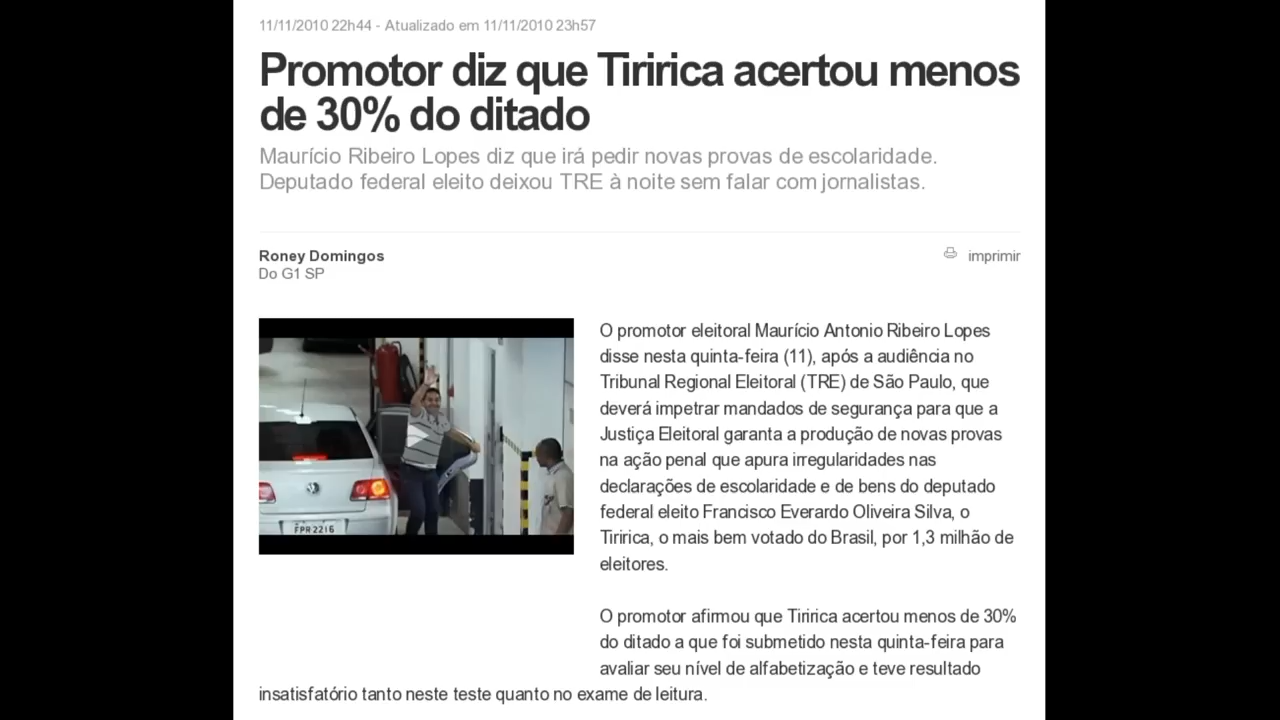 11/11/2010 22h44 - Atualizado em 11/11/2010 23h57
Promotor diz que Tiririca acertou menos
de 30% do ditado
Maurício Ribeiro Lopes diz que irá pedir novas provas de escolaridade.
Deputado federal eleito deixou TRE à noite sem falar com jornalistas.
Roney Domingos
Do G1 SP
imprimir
FPR-2216
O promotor eleitoral Maurício Antonio Ribeiro Lopes
disse nesta quinta-feira (11), após a audiência no
Tribunal Regional Eleitoral (TRE) de São Paulo, que
deverá impetrar mandados de segurança para que a
Justiça Eleitoral garanta a produção de novas provas
na ação penal que apura irregularidades nas
declarações de escolaridade e de bens do deputado
federal eleito Francisco Everardo Oliveira Silva, o
Tiririca, o mais bem votado do Brasil, por 1,3 milhão de
eleitores.
O promotor afirmou que Tiririca acertou menos de 30%
do ditado a que foi submetido nesta quinta-feira para
avaliar seu nível de alfabetização e teve resultado
insatisfatório tanto neste teste quanto no exame de leitura.